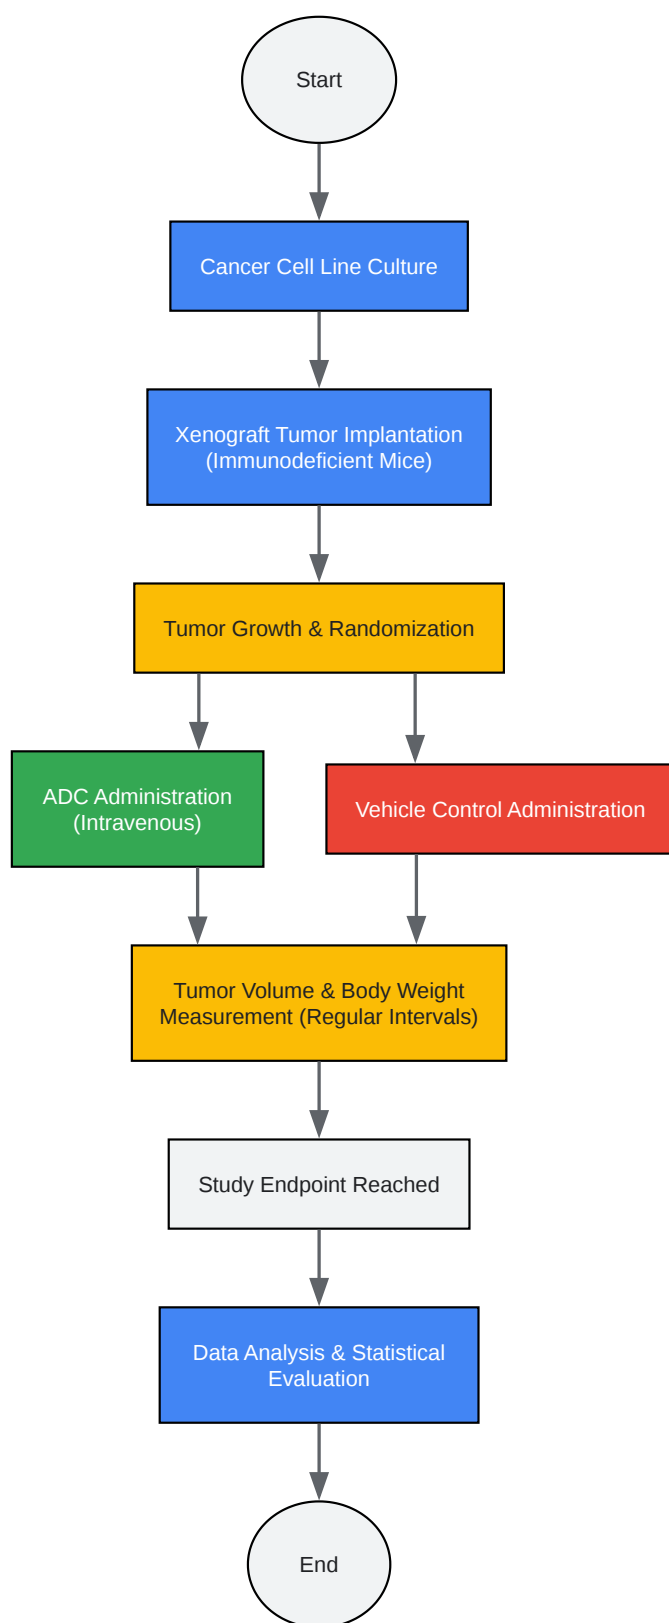 Start
Cancer Cell Line Culture
Xenograft Tumor Implantation
(Immunodeficient Mice)
Tumor Growth & Randomization
ADC Administration
(Intravenous)
Vehicle Control Administration
Tumor Volume & Body Weight
Measurement (Regular Intervals)
Study Endpoint Reached
Data Analysis & Statistical
Evaluation
End